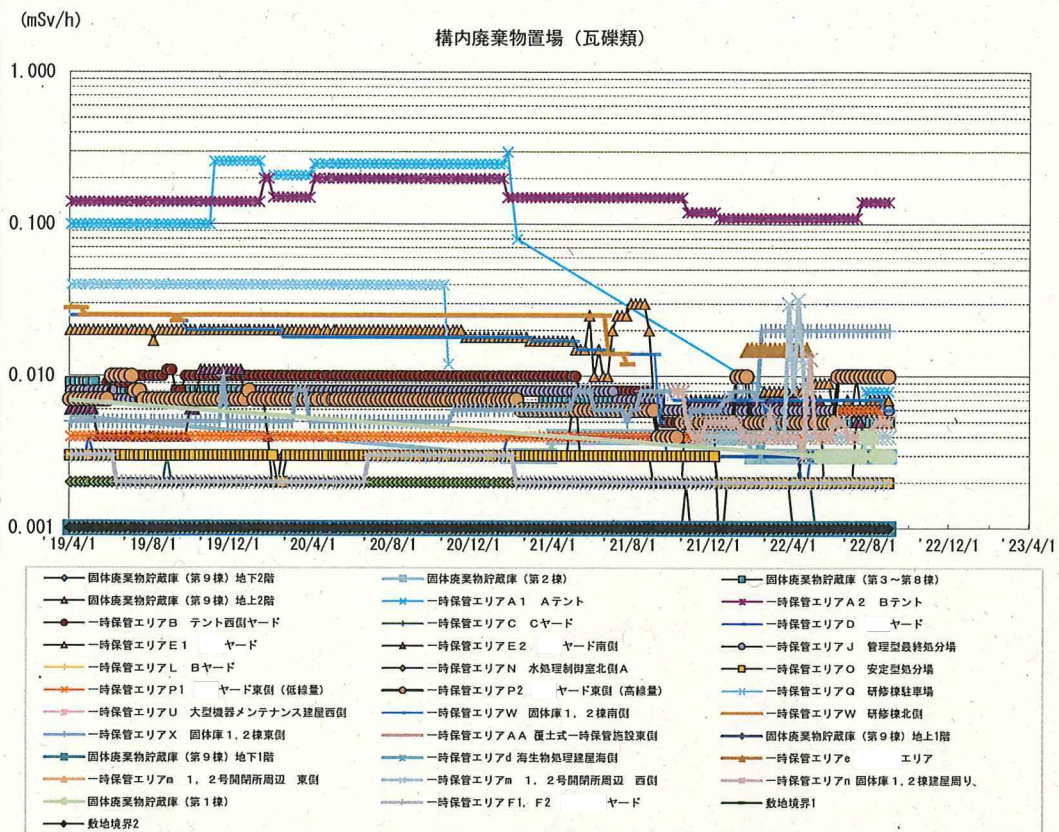 (mSv/h)
構内廃棄物置場（瓦礫類）
1.000
0.100
0.010
0.001
'19/4/1 '19/8/1 '19/12/1 '20/4/1 '20/8/1 '20/12/1 '21/4/1 '21/8/1 '21/12/1 '22/4/1 '22/8/1 '22/12/1 '23/4/1
固体廃棄物貯蔵庫（第９棟）地下2階 固体廃棄物貯蔵庫（第２棟） 固体廃棄物貯蔵庫（第３～第８棟）
固体廃棄物貯蔵庫（第９棟）地上2階 一時保管エリアＡ１ Ａテント 一時保管エリアＡ２ Ｂテント
一時保管エリアＢ テント西側ヤード 一時保管エリアＣ Ｃヤード 一時保管エリアＤ ヤード
一時保管エリアＥ１ ヤード 一時保管エリアＥ２ ヤード南側 一時保管エリアＪ 管理型最終処分場
一時保管エリアＬ Ｂヤード 一時保管エリアＮ 水処理制御室北側Ａ 一時保管エリアＯ 安定型処分場
一時保管エリアＰ1 ヤード東側（低線量） 一時保管エリアＰ2 ヤード東側（高線量） 一時保管エリアＱ 研修棟駐車場
一時保管エリアＵ 大型機器メンテナンス建屋西側 一時保管エリアＷ 固体庫１,２棟南側 一時保管エリアＷ 研修棟北側
一時保管エリアＸ 固体庫１,２棟東側 一時保管エリアＡＡ 覆土式一時保管施設東側 固体廃棄物貯蔵庫（第９棟）地上1階
固体廃棄物貯蔵庫（第９棟）地下1階 一時保管エリアｄ 海生物処理建屋海側 一時保管エリアｅ エリア
一時保管エリアｍ １，２号開閉所周辺 東側 一時保管エリアｍ １，２号開閉所周辺 西側 一時保管エリアｎ 固体庫１,２棟建屋周り、
固体廃棄物貯蔵庫（第１棟） 一時保管エリアＦ1, Ｆ2 ヤード 敷地境界1
敷地境界2